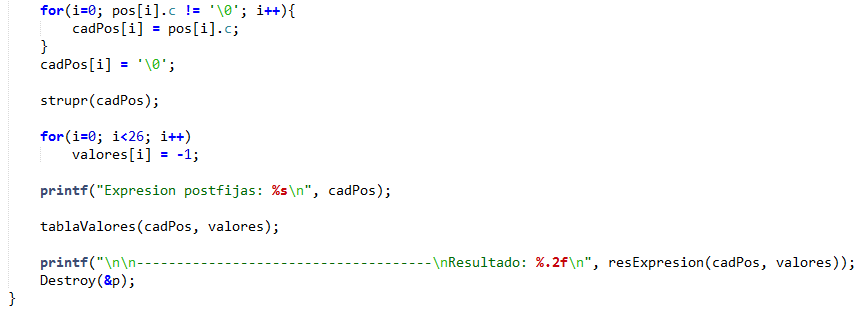 for(i=0; pos[i].c != '\0'; i++){
    cadPos[i] = pos[i].c;
}
cadPos[i] = '\0';
strupr(cadPos);
for(i=0; i<26; i++)
    valores[i] = -1;
printf("Expresion postfijas: %s\n", cadPos);
tablaValores(cadPos, valores);
printf("\n\n-------------------------------------\nResultado: %.2f\n", resExpresion(cadPos, valores));
Destroy(&p);
}